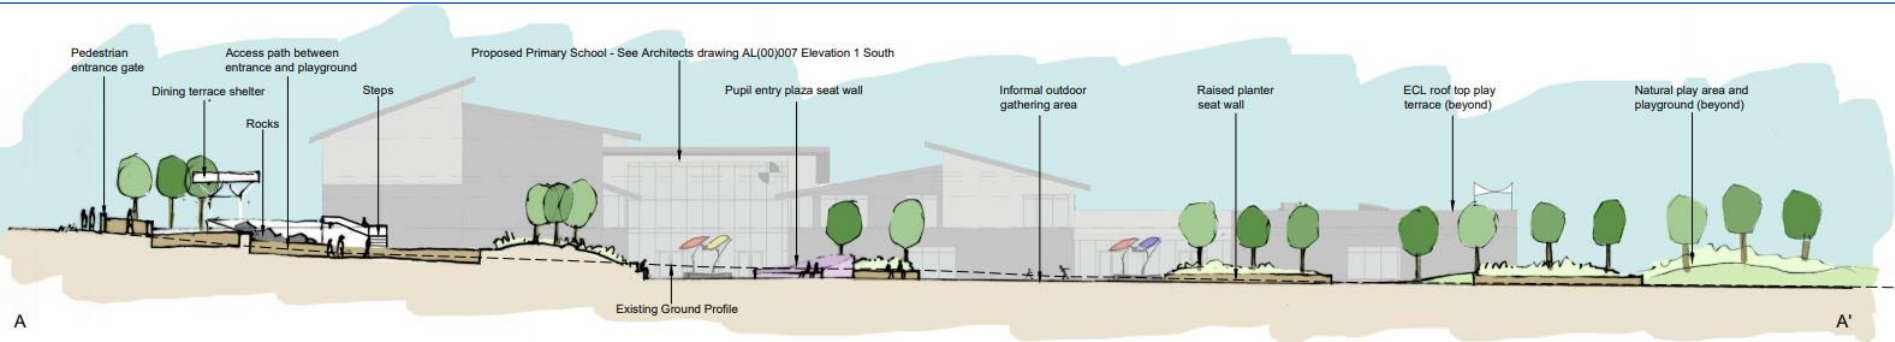 Pedestrian
entrance gate
Access path between
entrance and playground
Proposed Primary School - See Architects drawing AL(00)007 Elevation 1 South
Dining terrace shelter
Steps
Pupil entry plaza seat wall
Informal outdoor
gathering area
Raised planter
seat wall
ECL roof top play
terrace (beyond)
Natural play area and
playground (beyond)
Rocks
Existing Ground Profile
A
A'